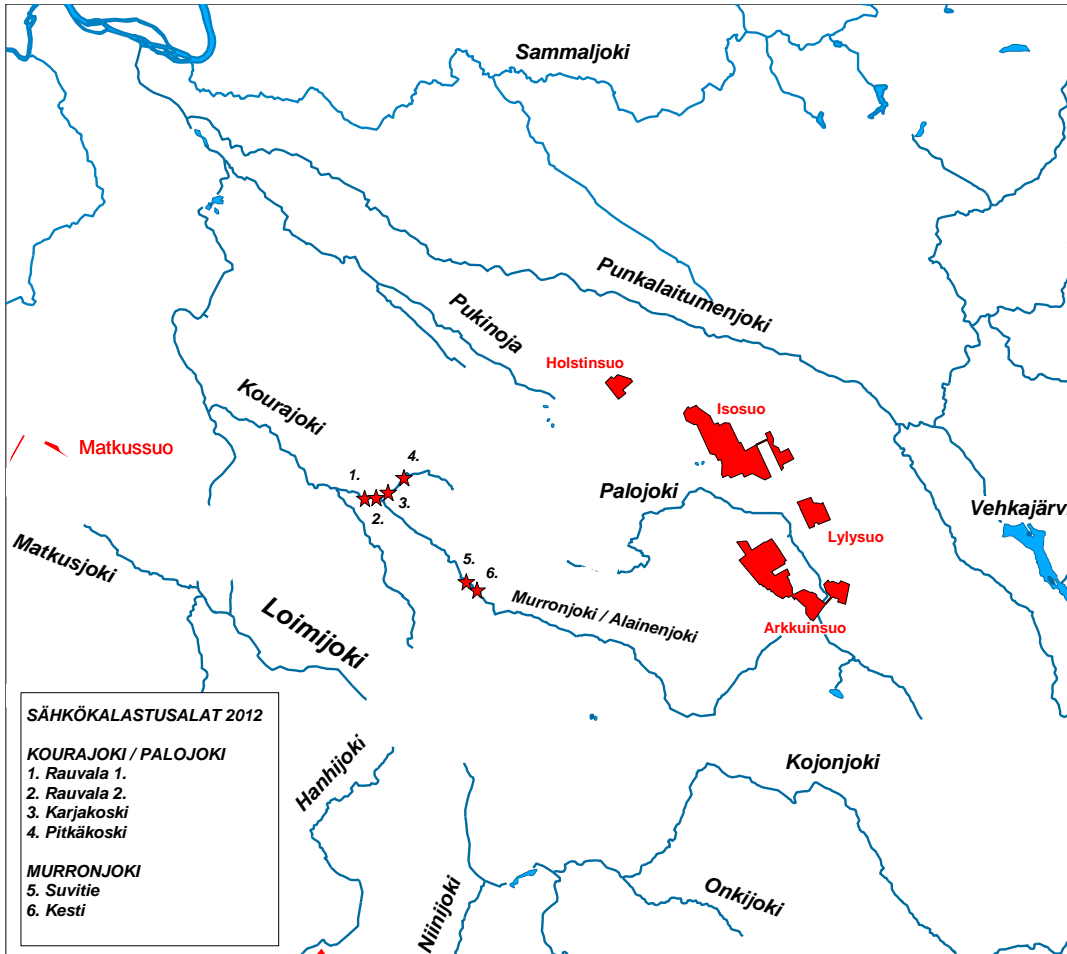 Sammaljoki
Punkalaitumenjoki
Pukinoja
Holstinsuo
Kourajoki
Isosuo
Matkussuo
4.
1.
Palojoki
3.
2.
Vehkajärvi
Lylysuo
Matkusjoki
5.
6.
Murronjoki / Alainenjoki
Loimijoki
Arkkuinsuo
SÄHKÖKALASTUSALAT 2012
KOURAJOKI / PALOJOKI
1. Rauvala 1.
2. Rauvala 2.
3. Karjakoski
4. Pitkäkoski
MURRONJOKI
5. Suvitie
6. Kesti
Hanhijoki
Kojonjoki
Niinijoki
Onkijoki